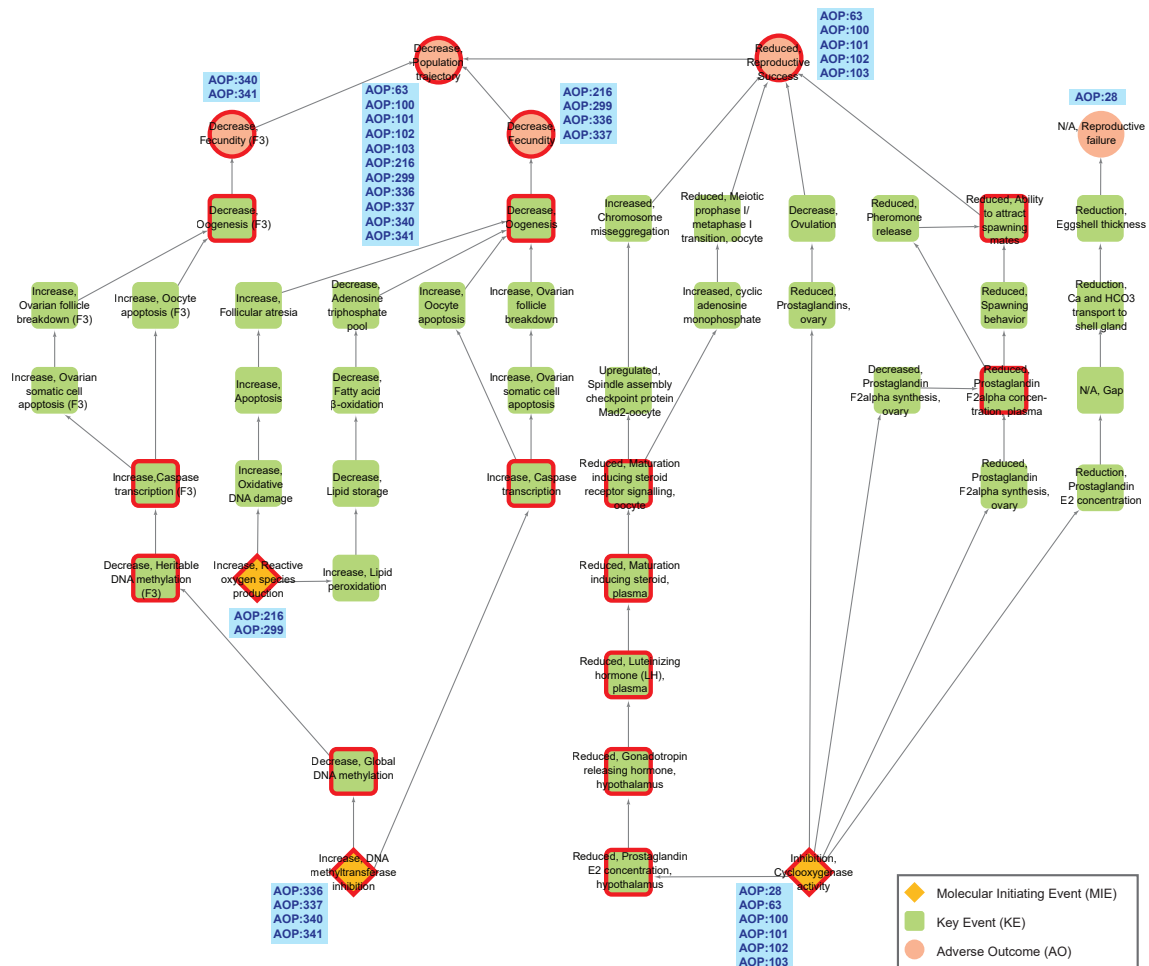 AOP:63
AOP:100
AOP:101
AOP:102
AOP:103
Decrease,
Population
trajectory
Reduced,
Reproductive
Success
AOP:340
AOP:341
AOP:63
AOP:100
AOP:101
AOP:102
AOP:103
AOP:216
AOP:299
AOP:336
AOP:337
AOP:340
AOP:341
AOP:216
AOP:299
AOP:336
AOP:337
AOP:28
Decrease,
Fecundity (F3)
Decrease,
Fecundity
N/A, Reproductive
failure
Decrease,
Oogenesis (F3)
Decrease,
Oogenesis
Increased,
Chromosome
misseggregation
Reduced, Meiotic
prophase I/
metaphase I
transition, oocyte
Decrease,
Ovulation
Reduced,
Pheromone
release
Reduced, Ability
to attract
spawning
mates
Reduction,
Eggshell thickness
Increase,
Ovarian follicle
breakdown (F3)
Increase, Oocyte
apoptosis (F3)
Increase,
Follicular atresia
Decrease,
Adenosine
triphosphate
pool
Increase,
Oocyte
apoptosis
Increase, Ovarian
follicle
breakdown
Increased, cyclic
adenosine
monophosphate
Reduced,
Prostaglandins,
ovary
Reduced,
Spawning
behavior
Reduction,
Ca and HCO3
transport to
shell gland
Increase, Ovarian
somatic cell
apoptosis (F3)
Increase,
Apoptosis
Decrease,
Fatty acid
β-oxidation
Increase, Ovarian
somatic cell
apoptosis
Upregulated,
Spindle assembly
checkpoint protein
Mad2-oocyte
Decreased,
Prostaglandin
F2alpha synthesis,
ovary
Reduced,
Prostaglandin
F2alpha concen-
tration, plasma
N/A, Gap
Increase,Caspase
transcription (F3)
Increase,
Oxidative
DNA damage
Decrease,
Lipid storage
Increase, Caspase
transcription
Reduced, Maturation
inducing steroid
receptor signalling,
oocyte
Reduced,
Prostaglandin
F2alpha synthesis,
ovary
Reduction,
Prostaglandin
E2 concentration
Decrease, Heritable
DNA methylation
(F3)
Increase, Reactive
oxygen species
production
Increase, Lipid
peroxidation
Reduced, Maturation
inducing steroid,
plasma
AOP:216
AOP:299
Reduced, Luteinizing
hormone (LH),
plasma
Decrease, Global
DNA methylation
Reduced, Gonadotropin
releasing hormone,
hypothalamus
Increase, DNA
methyltransferase
inhibition
Reduced, Prostaglandin
E2 concentration,
hypothalamus
Inhibition,
Cyclooxygenase
activity
AOP:336
AOP:337
AOP:340
AOP:341
AOP:28
AOP:63
AOP:100
AOP:101
AOP:102
AOP:103
Molecular Initiating Event (MIE)
Key Event (KE)
Adverse Outcome (AO)